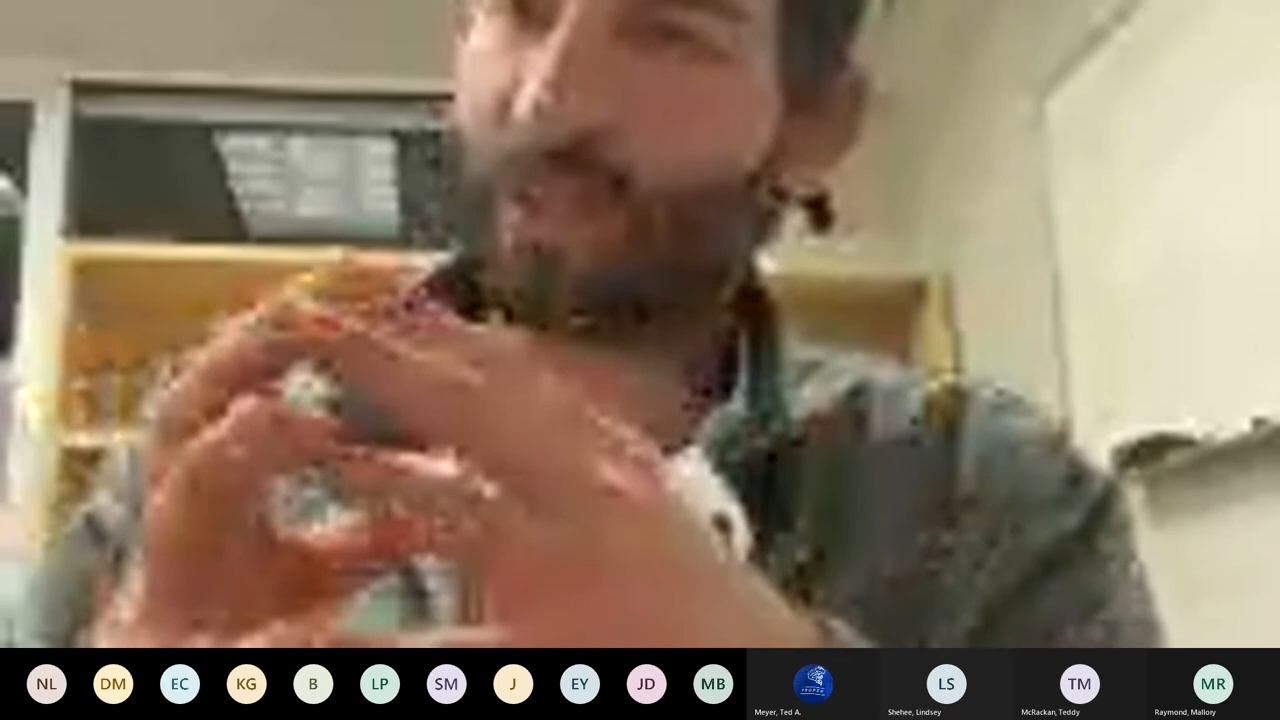 NL DM EC KG B LP SM J EY JD MB LS TM MR
Meyer, Ted A. Shehee, Lindsey McRackan, Teddy Raymond, Mallory